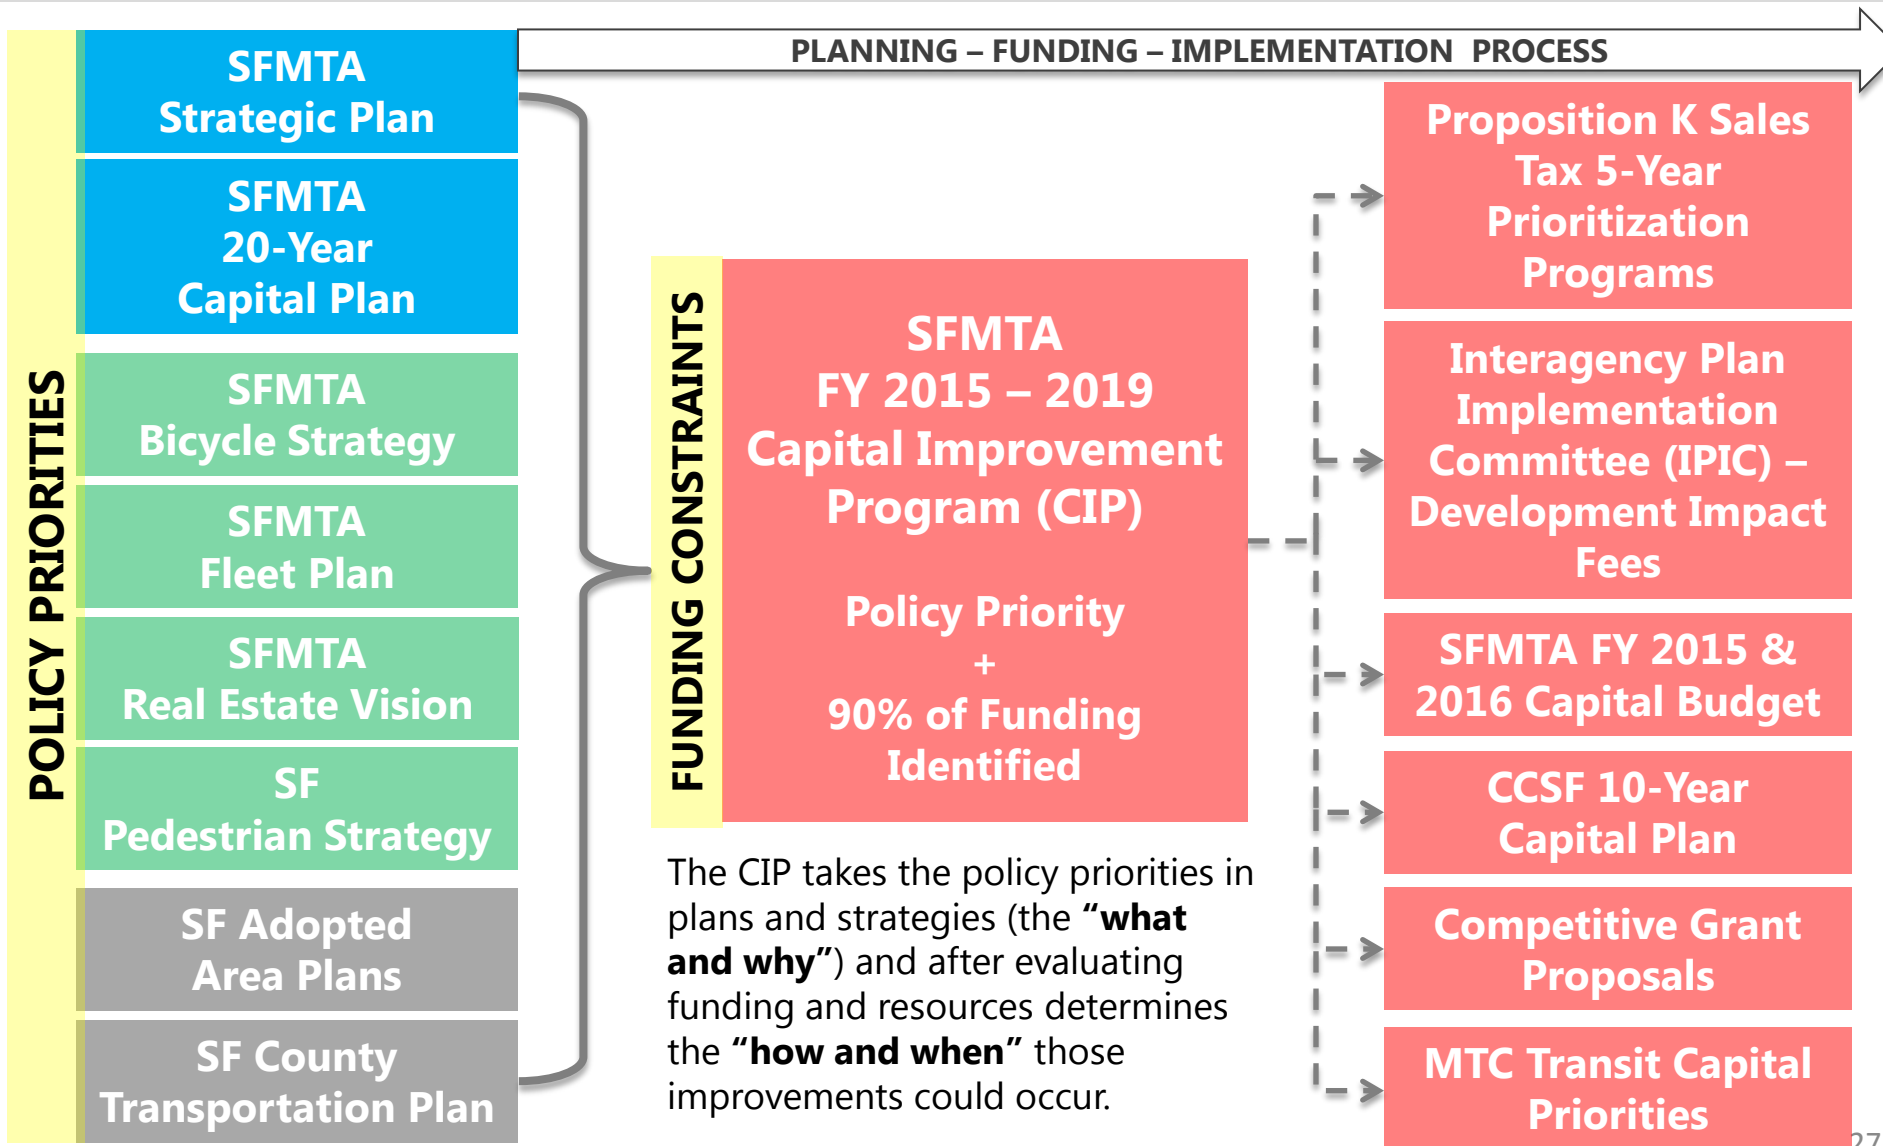 PLANNING – FUNDING – IMPLEMENTATION PROCESS
POLICY PRIORITIES
SFMTA
Strategic Plan
SFMTA
20-Year
Capital Plan
SFMTA
Bicycle Strategy
SFMTA
Fleet Plan
SFMTA
Real Estate Vision
SF
Pedestrian Strategy
SF Adopted
Area Plans
SF County
Transportation Plan
FUNDING CONSTRAINTS
SFMTA
FY 2015 – 2019
Capital Improvement
Program (CIP)
Policy Priority
+
90% of Funding
Identified
The CIP takes the policy priorities in
plans and strategies (the “what
and why”) and after evaluating
funding and resources determines
the “how and when” those
improvements could occur.
Proposition K Sales
Tax 5-Year
Prioritization
Programs
Interagency Plan
Implementation
Committee (IPIC) –
Development Impact
Fees
SFMTA FY 2015 &
2016 Capital Budget
CCSF 10-Year
Capital Plan
Competitive Grant
Proposals
MTC Transit Capital
Priorities
27